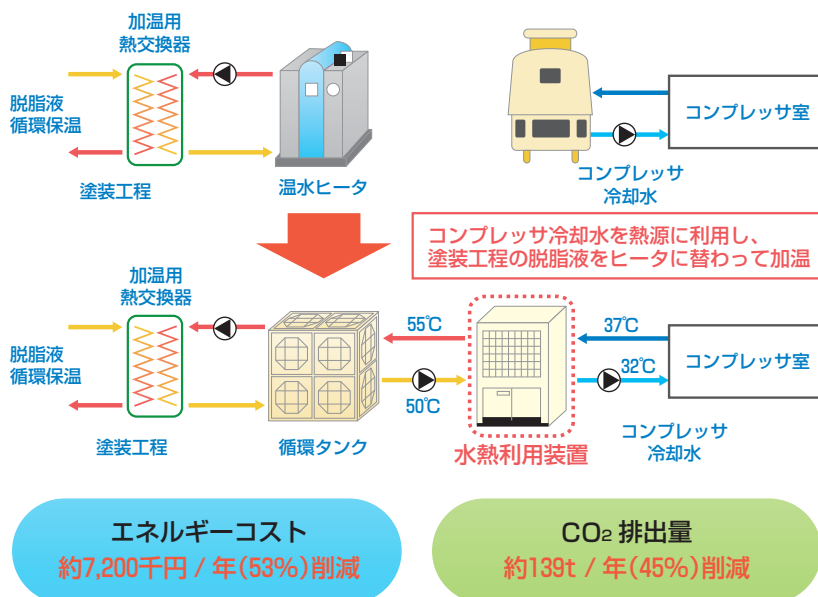 加温用
熱交換器
脱脂液
循環保温
塗装工程
温水ヒータ
コンプレッサ室
コンプレッサ
冷却水
コンプレッサ冷却水を熱源に利用し、
塗装工程の脱脂液をヒータに替わって加温
加温用
熱交換器
脱脂液
循環保温
塗装工程
循環タンク
55℃
50℃
水熱利用装置
37℃
32℃
コンプレッサ室
コンプレッサ
冷却水
エネルギーコスト
約7,200千円 / 年(53%)削減
CO₂ 排出量
約139t / 年(45%)削減